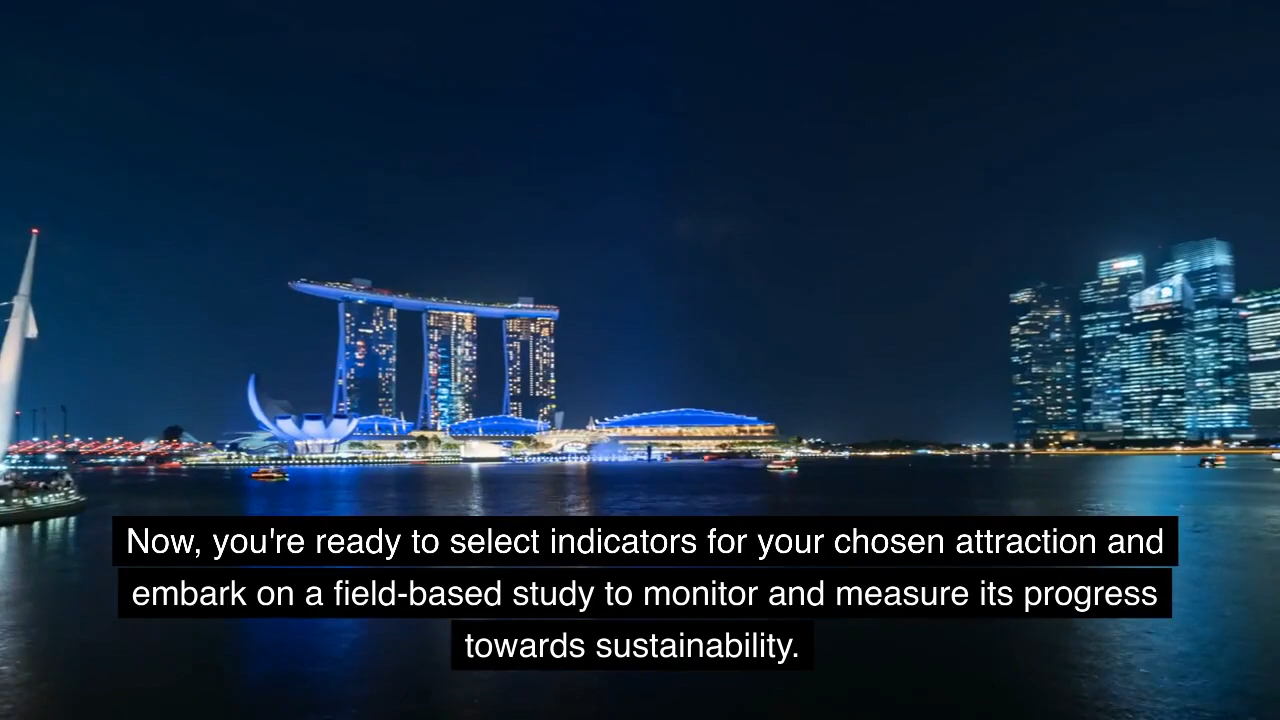 Now, you're ready to select indicators for your chosen attraction and
embark on a field-based study to monitor and measure its progress
towards sustainability.